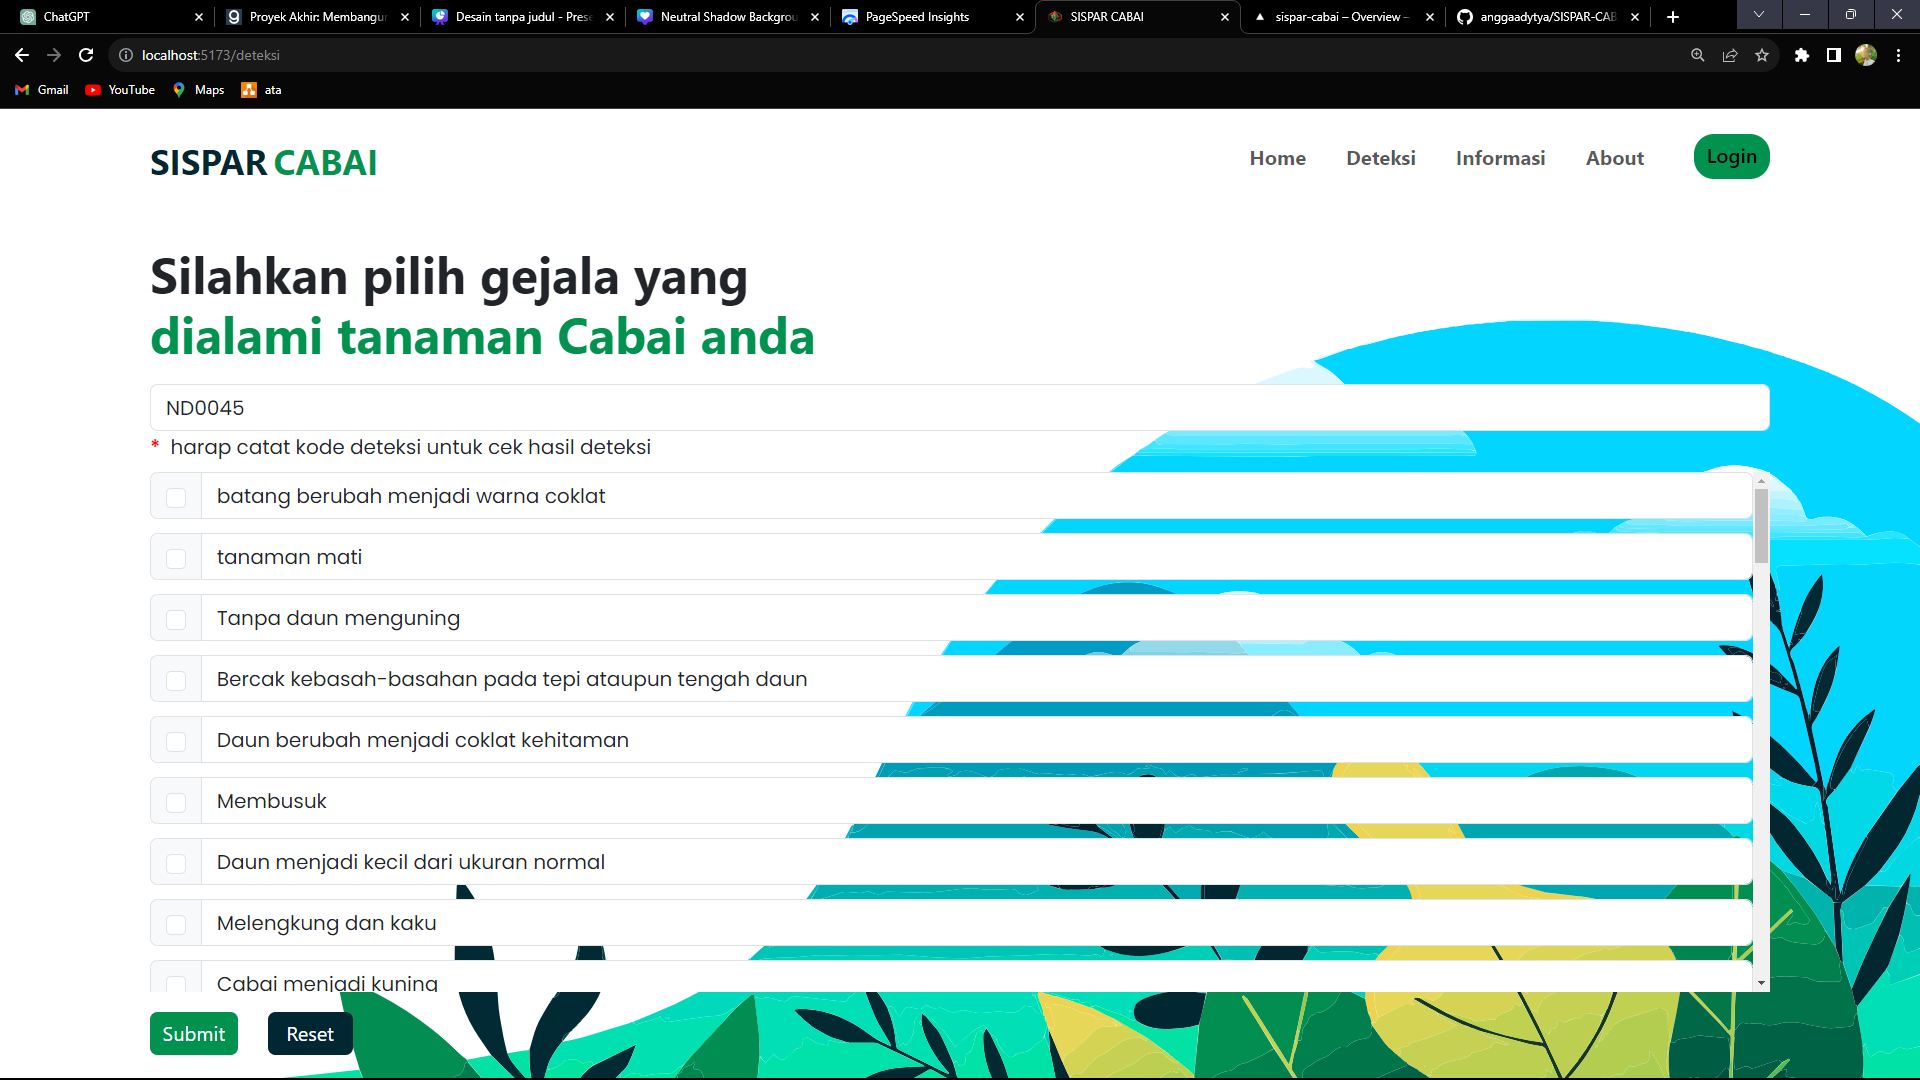 ChatGPT
Proyek Akhir: Membangun
Desain tanpa judul - Prese
Neutral Shadow Backgrou
PageSpeed Insights
SISPAR CABAI
sispar-cabai – Overview –
anggaadytya/SISPAR-CAB
localhost:5173/deteksi
Gmail
YouTube
Maps
ata
SISPAR CABAI
Home
Deteksi
Informasi
About
Login
Silahkan pilih gejala yang
dialami tanaman Cabai anda
ND0045
* harap catat kode deteksi untuk cek hasil deteksi
batang berubah menjadi warna coklat
tanaman mati
Tanpa daun menguning
Bercak kebasah-basahan pada tepi ataupun tengah daun
Daun berubah menjadi coklat kehitaman
Membusuk
Daun menjadi kecil dari ukuran normal
Melengkung dan kaku
Cabai menjadi kuning
Submit
Reset